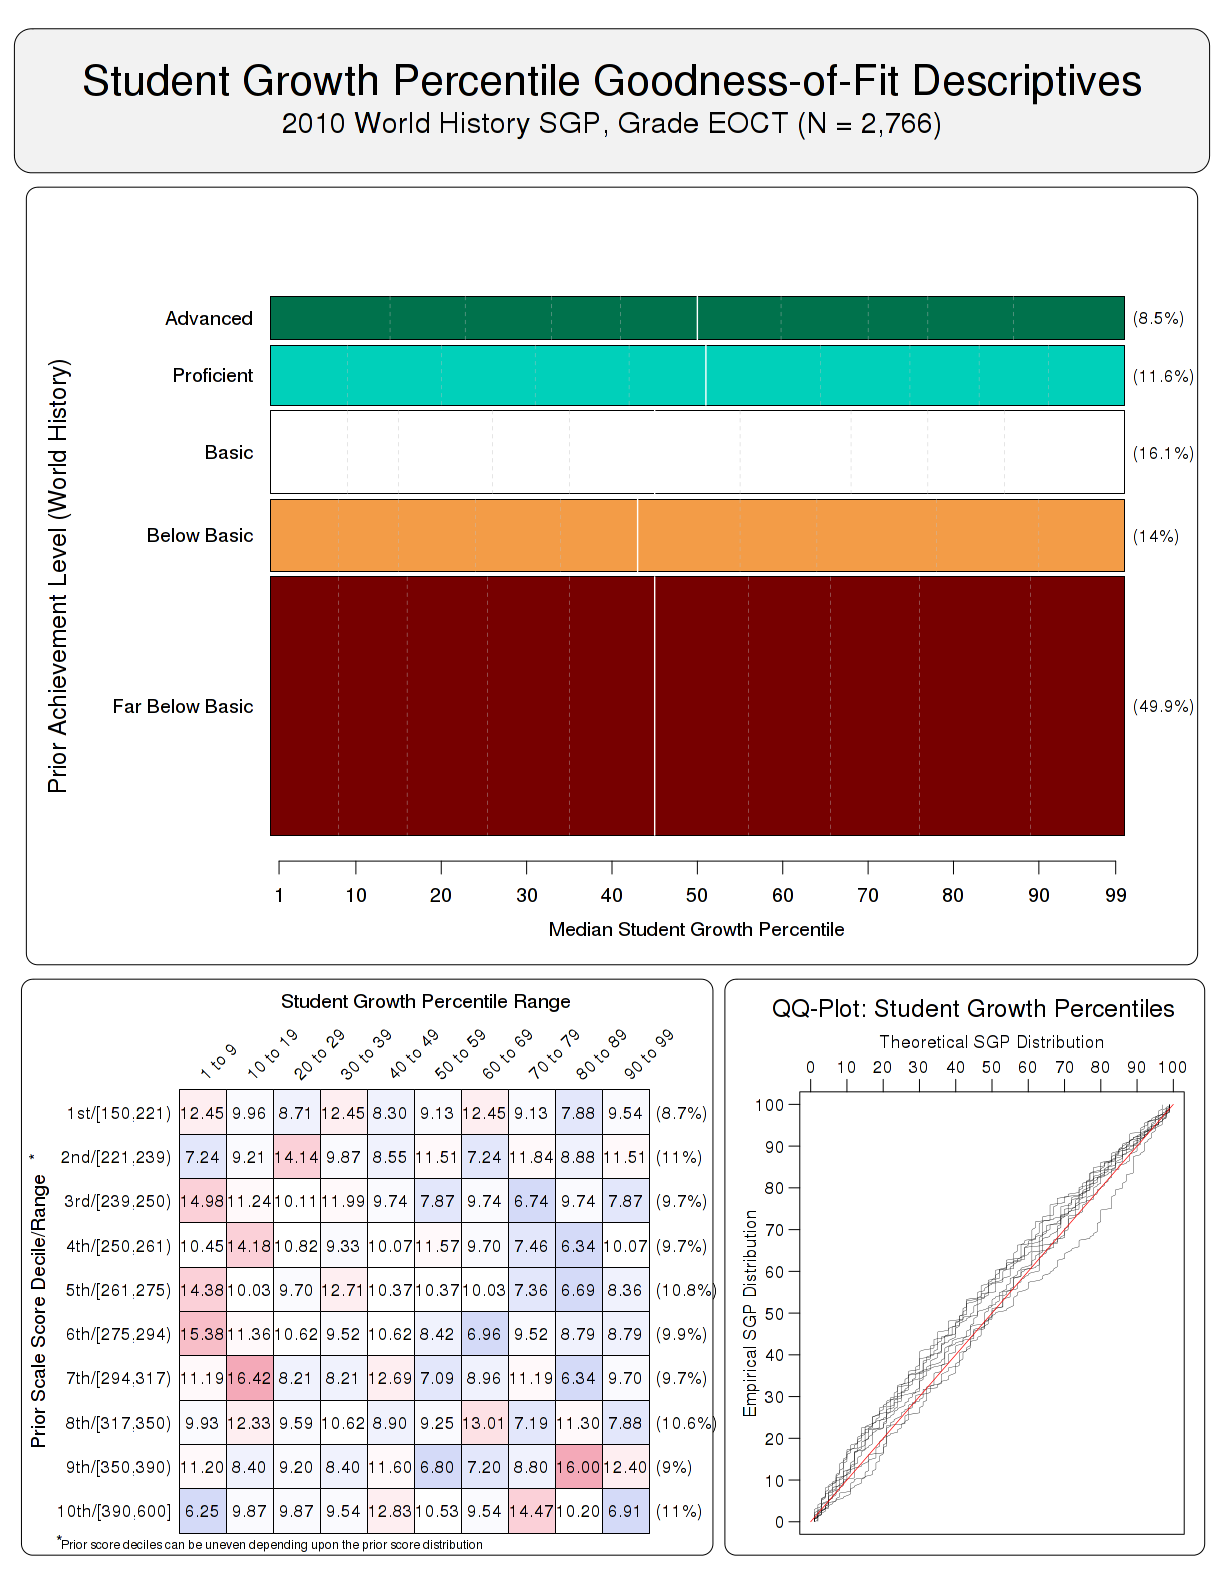 Student Growth Percentile Goodness-of-Fit Descriptives
2010 World History SGP, Grade EOCT (N = 2,766)
Prior Achievement Level (World History)
Advanced (8.5%)
Proficient (11.6%)
Basic (16.1%)
Below Basic (14%)
Far Below Basic (49.9%)
1 10 20 30 40 50 60 70 80 90 99
Median Student Growth Percentile
Student Growth Percentile Range
1 to 9 10 to 19 20 to 29 30 to 39 40 to 49 50 to 59 60 to 69 70 to 79 80 to 89 90 to 99
Prior Scale Score Decile/Range *
1st/[150,221) 12.45 9.96 8.71 12.45 8.30 9.13 12.45 9.13 7.88 9.54 (8.7%)
2nd/[221,239) 7.24 9.21 14.14 9.87 8.55 11.51 7.24 11.84 8.88 11.51 (11%)
3rd/[239,250) 14.98 11.24 10.11 11.99 9.74 7.87 9.74 6.74 9.74 7.87 (9.7%)
4th/[250,261) 10.45 14.18 10.82 9.33 10.07 11.57 9.70 7.46 6.34 10.07 (9.7%)
5th/[261,275) 14.38 10.03 9.70 12.71 10.37 10.37 10.03 7.36 6.69 8.36 (10.8%)
6th/[275,294) 15.38 11.36 10.62 9.52 10.62 8.42 6.96 9.52 8.79 8.79 (9.9%)
7th/[294,317) 11.19 16.42 8.21 8.21 12.69 7.09 8.96 11.19 6.34 9.70 (9.7%)
8th/[317,350) 9.93 12.33 9.59 10.62 8.90 9.25 13.01 7.19 11.30 7.88 (10.6%)
9th/[350,390) 11.20 8.40 9.20 8.40 11.60 6.80 7.20 8.80 16.00 12.40 (9%)
10th/[390,600] 6.25 9.87 9.87 9.54 12.83 10.53 9.54 14.47 10.20 6.91 (11%)
*Prior score deciles can be uneven depending upon the prior score distribution
QQ-Plot: Student Growth Percentiles
Theoretical SGP Distribution
0 10 20 30 40 50 60 70 80 90 100
Empirical SGP Distribution
100
90
80
70
60
50
40
30
20
10
0